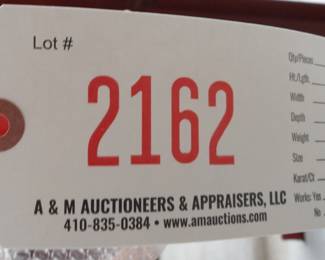 Lot #
2162
A & M AUCTIONEERS & APPRAISERS, LLC
410-835-0384 • www.amauctions.com
Qty/Pieces
Ht./Lgth.
Width
Depth
Weight
Size
Karat/Ct
Works: Yes
No